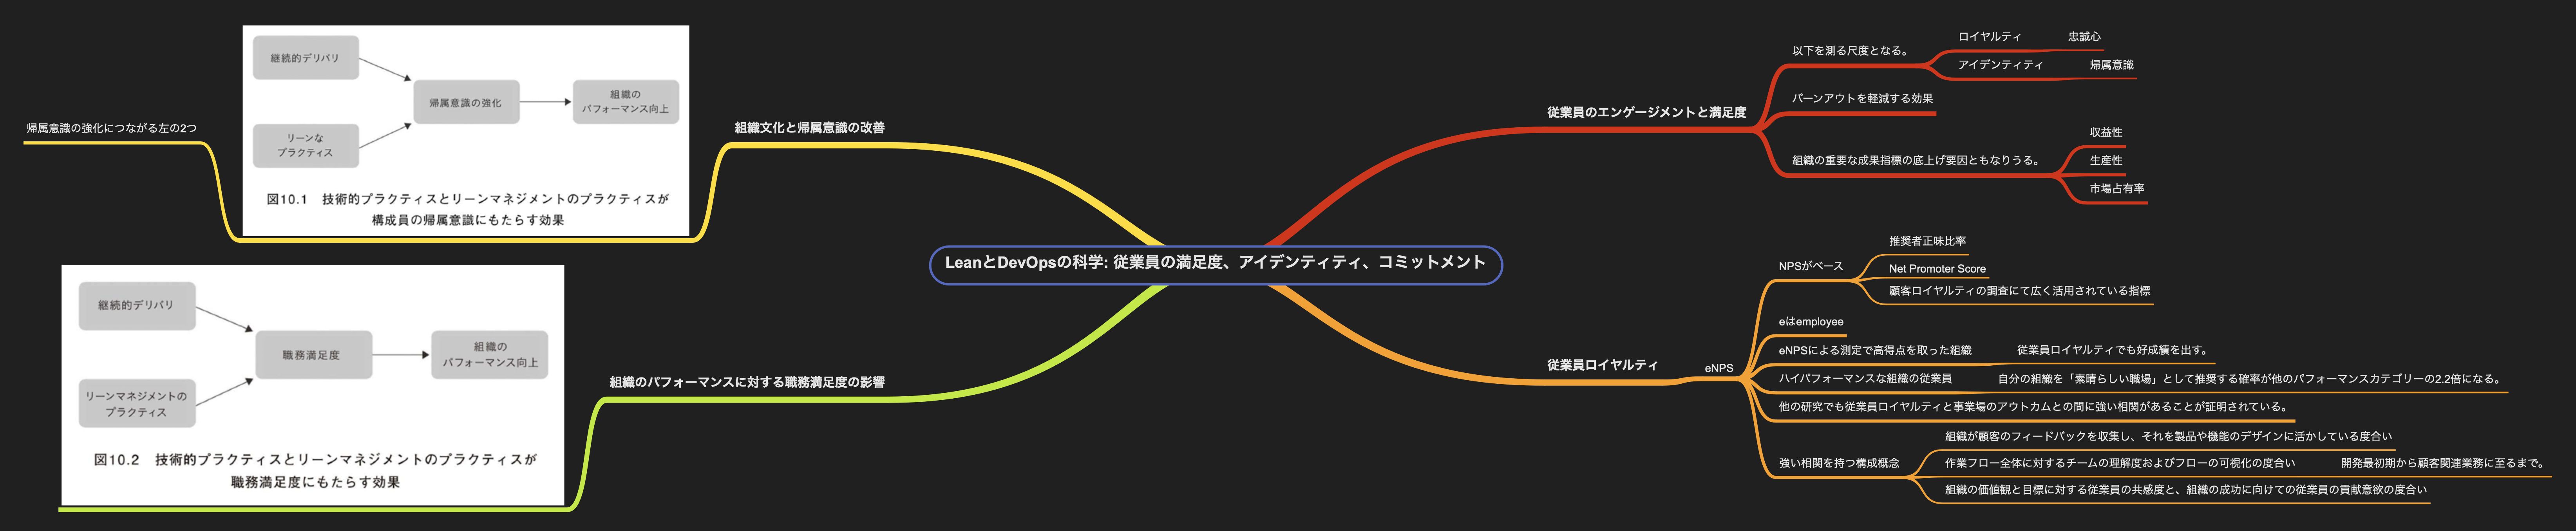 LeanとDevOpsの科学: 従業員の満足度、アイデンティティ、コミットメント
従業員のエンゲージメントと満足度
以下を測る尺度となる。
ロイヤルティ
忠誠心
アイデンティティ
帰属意識
バーンアウトを軽減する効果
組織の重要な成果指標の底上げ要因ともなりうる。
収益性
生産性
市場占有率
従業員ロイヤルティ
eNPS
NPSがベース
推奨者正味比率
Net Promoter Score
顧客ロイヤルティの調査にて広く活用されている指標
eはemployee
eNPSによる測定で高得点を取った組織
従業員ロイヤルティでも好成績を出す。
ハイパフォーマンスな組織の従業員
自分の組織を「素晴らしい職場」として推奨する確率が他のパフォーマンスカテゴリーの2.2倍になる。
他の研究でも従業員ロイヤルティと事業場のアウトカムとの間に強い相関があることが証明されている。
強い相関を持つ構成概念
組織が顧客のフィードバックを収集し、それを製品や機能のデザインに活かしている度合い
作業フロー全体に対するチームの理解度およびフローの可視化の度合い
開発最初期から顧客関連業務に至るまで。
組織の価値観と目標に対する従業員の共感度と、組織の成功に向けての従業員の貢献意欲の度合い
組織文化と帰属意識の改善
継続的デリバリ
リーンな
プラクティス
帰属意識の強化
組織の
パフォーマンス向上
図10.1 技術的プラクティスとリーンマネジメントのプラクティスが
構成員の帰属意識にもたらす効果
帰属意識の強化につながる左の2つ
組織のパフォーマンスに対する職務満足度の影響
継続的デリバリ
リーンマネジメントの
プラクティス
職務満足度
組織の
パフォーマンス向上
図10.2 技術的プラクティスとリーンマネジメントのプラクティスが
職務満足度にもたらす効果